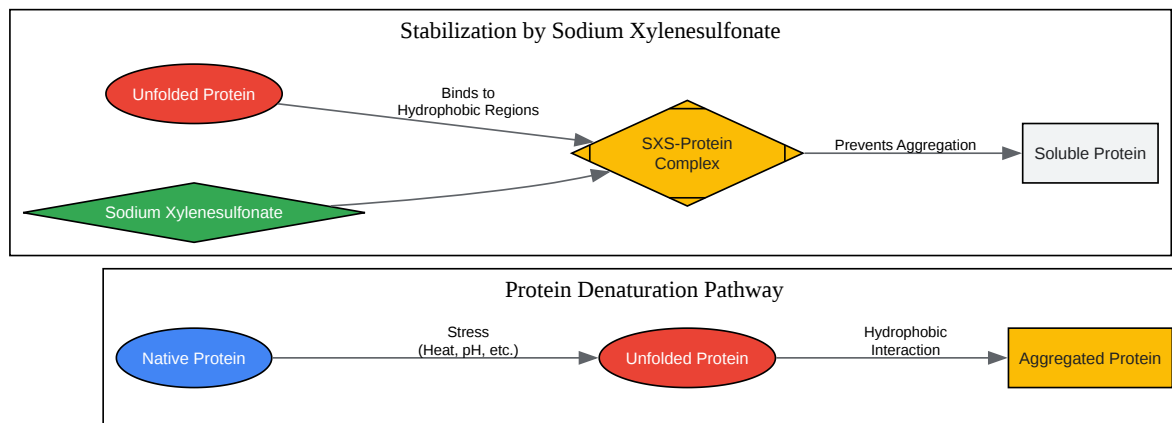 Stabilization by Sodium Xylenesulfonate
Unfolded Protein
Binds to
Hydrophobic Regions
SXS-Protein
Complex
Prevents Aggregation
Soluble Protein
Sodium Xylenesulfonate
Protein Denaturation Pathway
Native Protein
Stress
(Heat, pH, etc.)
Unfolded Protein
Hydrophobic
Interaction
Aggregated Protein